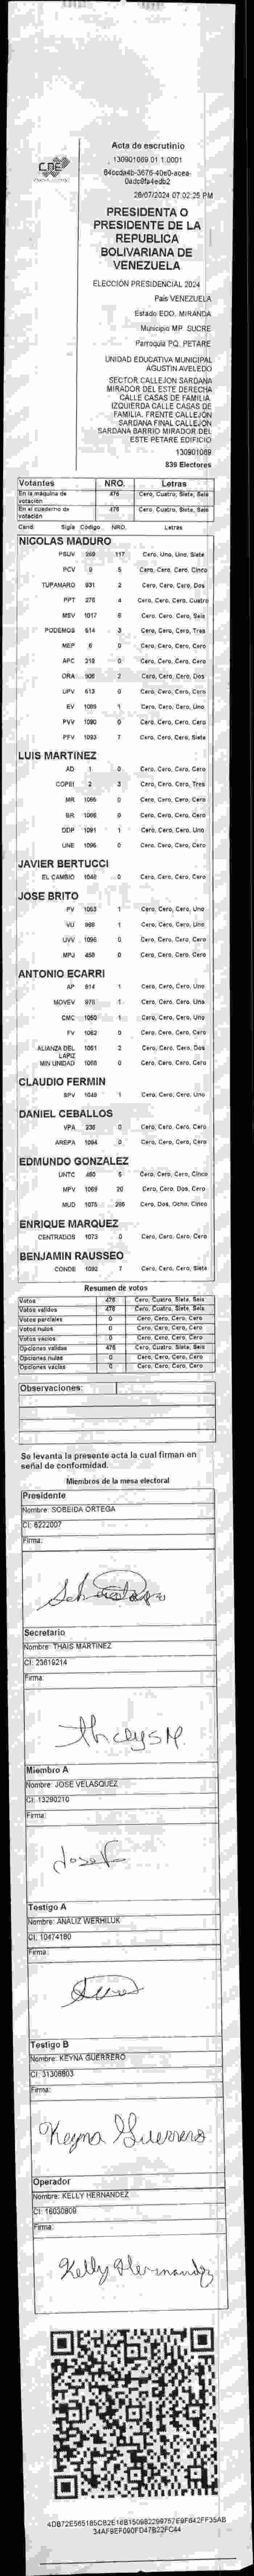 CNE
Acta de escrutinio
130901069.01.1.0001
28/07/2024 07:02:25 PM
PRESIDENTA O
PRESIDENTE DE LA
REPUBLICA
BOLIVARIANA DE
VENEZUELA
ELECCIÓN PRESIDENCIAL 2024
País VENEZUELA
Estado EDO. MIRANDA
Municipio MP. SUCRE
Parroquia PQ. PETARE
UNIDAD EDUCATIVA MUNICIPAL
AGUSTIN AVELEDO
SECTOR CALLEJON SARDANA
MIRADOR DEL ESTE DERECHA
CALLE CASAS DE FAMILIA.
IZQUIERDA CALLE CASAS DE
FAMILIA. FRENTE CALLEJON
SARDANA FINAL CALLEJON
SARDANA BARRIO MIRADOR DEL
ESTE PETARE EDIFICIO
130901069
839 Electores
Votantes NRO. Letras
En la máquina de votación 476 Cero, Cuatro, Siete, Seis
En el cuaderno de votación 476 Cero, Cuatro, Siete, Seis
Cand. Sigla Código NRO. Letras
NICOLAS MADURO
PSUV 269 117 Cero, Uno, Uno, Siete
PCV 9 5 Cero, Cero, Cero, Cinco
TUPAMARO 931 2 Cero, Cero, Cero, Dos
PPT 276 4 Cero, Cero, Cero, Cuatro
MSV 1017 6 Cero, Cero, Cero, Seis
PODEMOS 614 3 Cero, Cero, Cero, Tres
MEP 6 0 Cero, Cero, Cero, Cero
APC 312 0 Cero, Cero, Cero, Cero
ORA 906 2 Cero, Cero, Cero, Dos
UPV 613 0 Cero, Cero, Cero, Cero
EV 1089 1 Cero, Cero, Cero, Uno
PVV 1090 0 Cero, Cero, Cero, Cero
PFV 1093 7 Cero, Cero, Cero, Siete
LUIS MARTINEZ
AD 1 0 Cero, Cero, Cero, Cero
COPEI 2 3 Cero, Cero, Cero, Tres
MR 1065 0 Cero, Cero, Cero, Cero
BR 1066 0 Cero, Cero, Cero, Cero
DDP 1091 1 Cero, Cero, Cero, Uno
UNE 1096 0 Cero, Cero, Cero, Cero
JAVIER BERTUCCI
EL CAMBIO 1048 0 Cero, Cero, Cero, Cero
JOSE BRITO
PV 1053 1 Cero, Cero, Cero, Uno
VU 998 1 Cero, Cero, Cero, Uno
UVV 1098 0 Cero, Cero, Cero, Cero
MPJ 458 0 Cero, Cero, Cero, Cero
ANTONIO ECARRI
AP 914 1 Cero, Cero, Cero, Uno
MOVEV 970 1 Cero, Cero, Cero, Uno
CMC 1050 1 Cero, Cero, Cero, Uno
FV 1062 0 Cero, Cero, Cero, Cero
ALIANZA DEL LAPIZ 1051 2 Cero, Cero, Cero, Dos
MIN UNIDAD 1068 0 Cero, Cero, Cero, Cero
CLAUDIO FERMIN
SPV 1049 1 Cero, Cero, Cero, Uno
DANIEL CEBALLOS
VPA 336 0 Cero, Cero, Cero, Cero
AREPA 1094 0 Cero, Cero, Cero, Cero
EDMUNDO GONZALEZ
UNTC 460 5 Cero, Cero, Cero, Cinco
MPV 1069 20 Cero, Cero, Dos, Cero
MUD 1075 285 Cero, Dos, Ocho, Cinco
ENRIQUE MARQUEZ
CENTRADOS 1073 0 Cero, Cero, Cero, Cero
BENJAMIN RAUSSEO
CONDE 1092 7 Cero, Cero, Cero, Siete
Resumen de votos
Votos 476 Cero, Cuatro, Siete, Seis
Votos validos 476 Cero, Cuatro, Siete, Seis
Votos parciales 0 Cero, Cero, Cero, Cero
Votos nulos 0 Cero, Cero, Cero, Cero
Votos vacios 0 Cero, Cero, Cero, Cero
Opciones validas 476 Cero, Cuatro, Siete, Seis
Opciones nulas 0 Cero, Cero, Cero, Cero
Opciones vacias 0 Cero, Cero, Cero, Cero
Observaciones:
Se levanta la presente acta la cual firman en
señal de conformidad.
Miembros de la mesa electoral
Presidente
Nombre: SOBEIDA ORTEGA
CI: 6222007
Firma:
Secretario
Nombre: THAIS MARTINEZ
CI: 23619214
Firma:
Thays M.
Miembro A
Nombre: JOSE VELASQUEZ
CI: 13290210
Firma:
Jose V
Testigo A
Nombre: ANALIZ WERHILUK
CI: 10474180
Firma:
Testigo B
Nombre: KEYNA GUERRERO
CI: 31308803
Firma:
Keyna Guerrero
Operador
Nombre: KELLY HERNANDEZ
CI: 16030809
Firma:
Kelly Hernandez